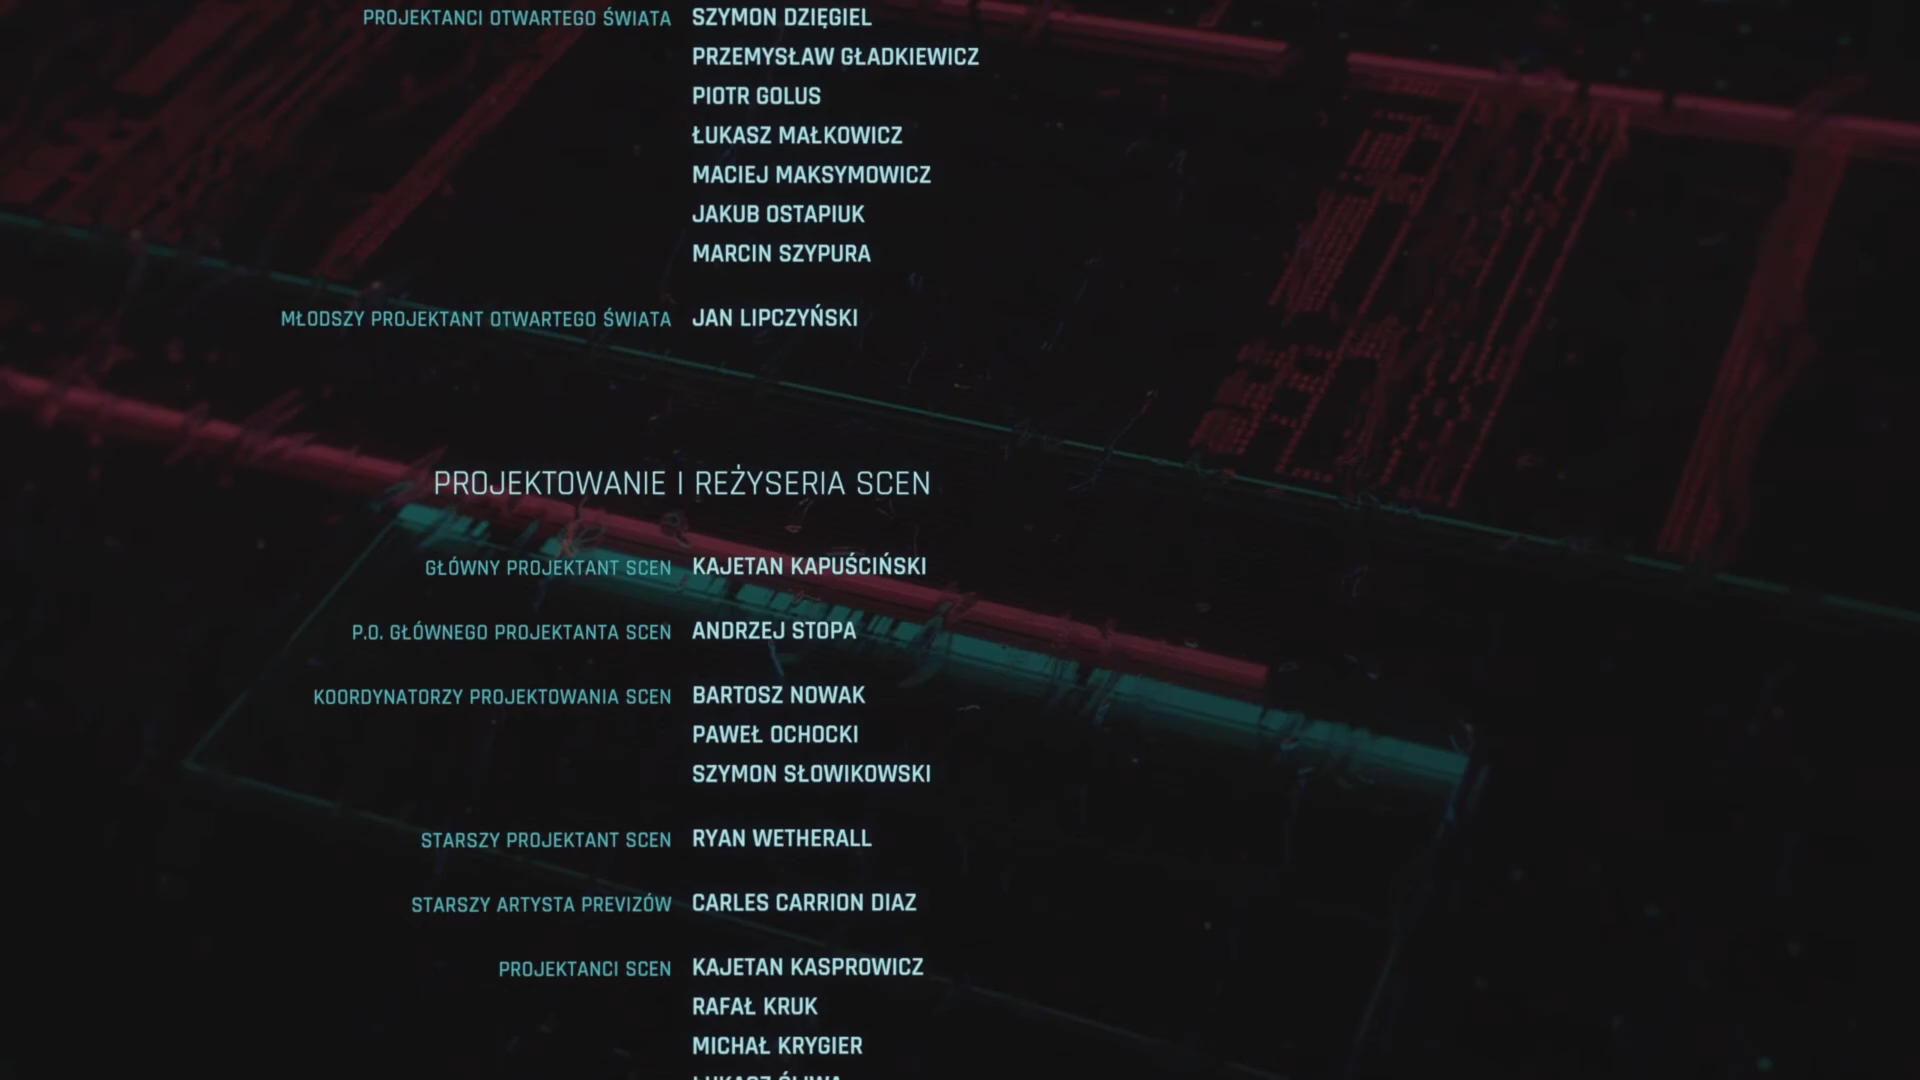 PROJEKTANCI OTWARTEGO ŚWIATA SZYMON DZIĘGIEL
PRZEMYSŁAW GŁADKIEWICZ
PIOTR GOLUS
ŁUKASZ MAŁKOWICZ
MACIEJ MAKSYMOWICZ
JAKUB OSTAPIUK
MARCIN SZYPURA
MŁODSZY PROJEKTANT OTWARTEGO ŚWIATA JAN LIPCZYŃSKI
PROJEKTOWANIE I REŻYSERIA SCEN
GŁÓWNY PROJEKTANT SCEN KAJETAN KAPUŚCIŃSKI
P.O. GŁÓWNEGO PROJEKTANTA SCEN ANDRZEJ STOPA
KOORDYNATORZY PROJEKTOWANIA SCEN BARTOSZ NOWAK
PAWEŁ OCHOCKI
SZYMON SŁOWIKOWSKI
STARSZY PROJEKTANT SCEN RYAN WETHERALL
STARSZY ARTYSTA PREVIZÓW CARLES CARRION DIAZ
PROJEKTANCI SCEN KAJETAN KASPROWICZ
RAFAŁ KRUK
MICHAŁ KRYGIER
ŁUKASZ ŚLIWA